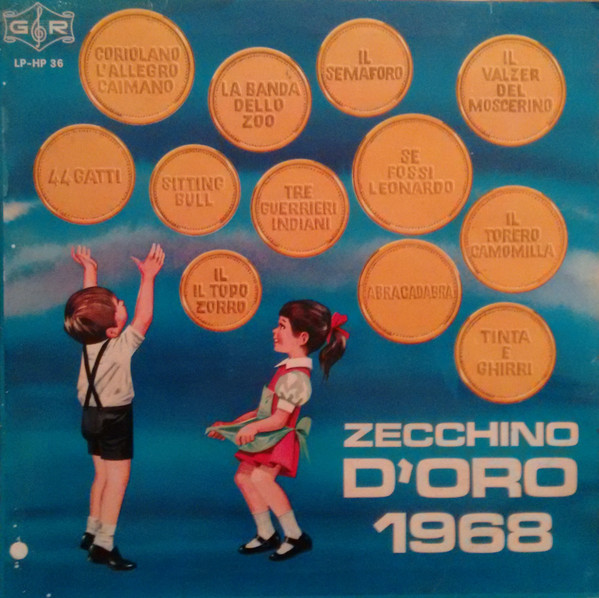 GR
LP-HP 36
CORIOLANO
L'ALLEGRO
CAIMANO
LA BANDA
DELLO
ZOO
IL
SEMAFORO
IL
VALZER
DEL
MOSCERINO
44 GATTI
SITTING
BULL
TRE
GUERRIERI
INDIANI
SE
FOSSI
LEONARDO
IL
TORERO
CAMOMILLA
IL
IL TOPO
ZORRO
ABRACADABRA
TINTA
E
GHIRRI
ZECCHINO
D'ORO
1968